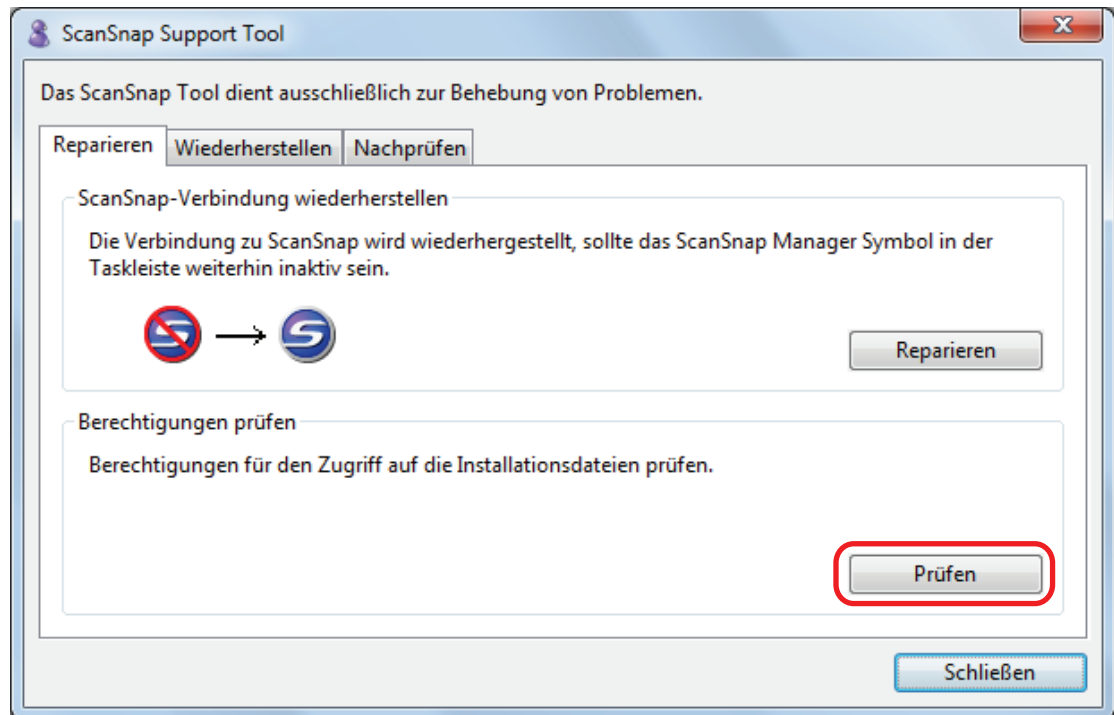 ScanSnap Support Tool
Das ScanSnap Tool dient ausschließlich zur Behebung von Problemen.
Reparieren Wiederherstellen Nachprüfen
ScanSnap-Verbindung wiederherstellen
Die Verbindung zu ScanSnap wird wiederhergestellt, sollte das ScanSnap Manager Symbol in der
Taskleiste weiterhin inaktiv sein.
Reparieren
Berechtigungen prüfen
Berechtigungen für den Zugriff auf die Installationsdateien prüfen.
Prüfen
Schließen